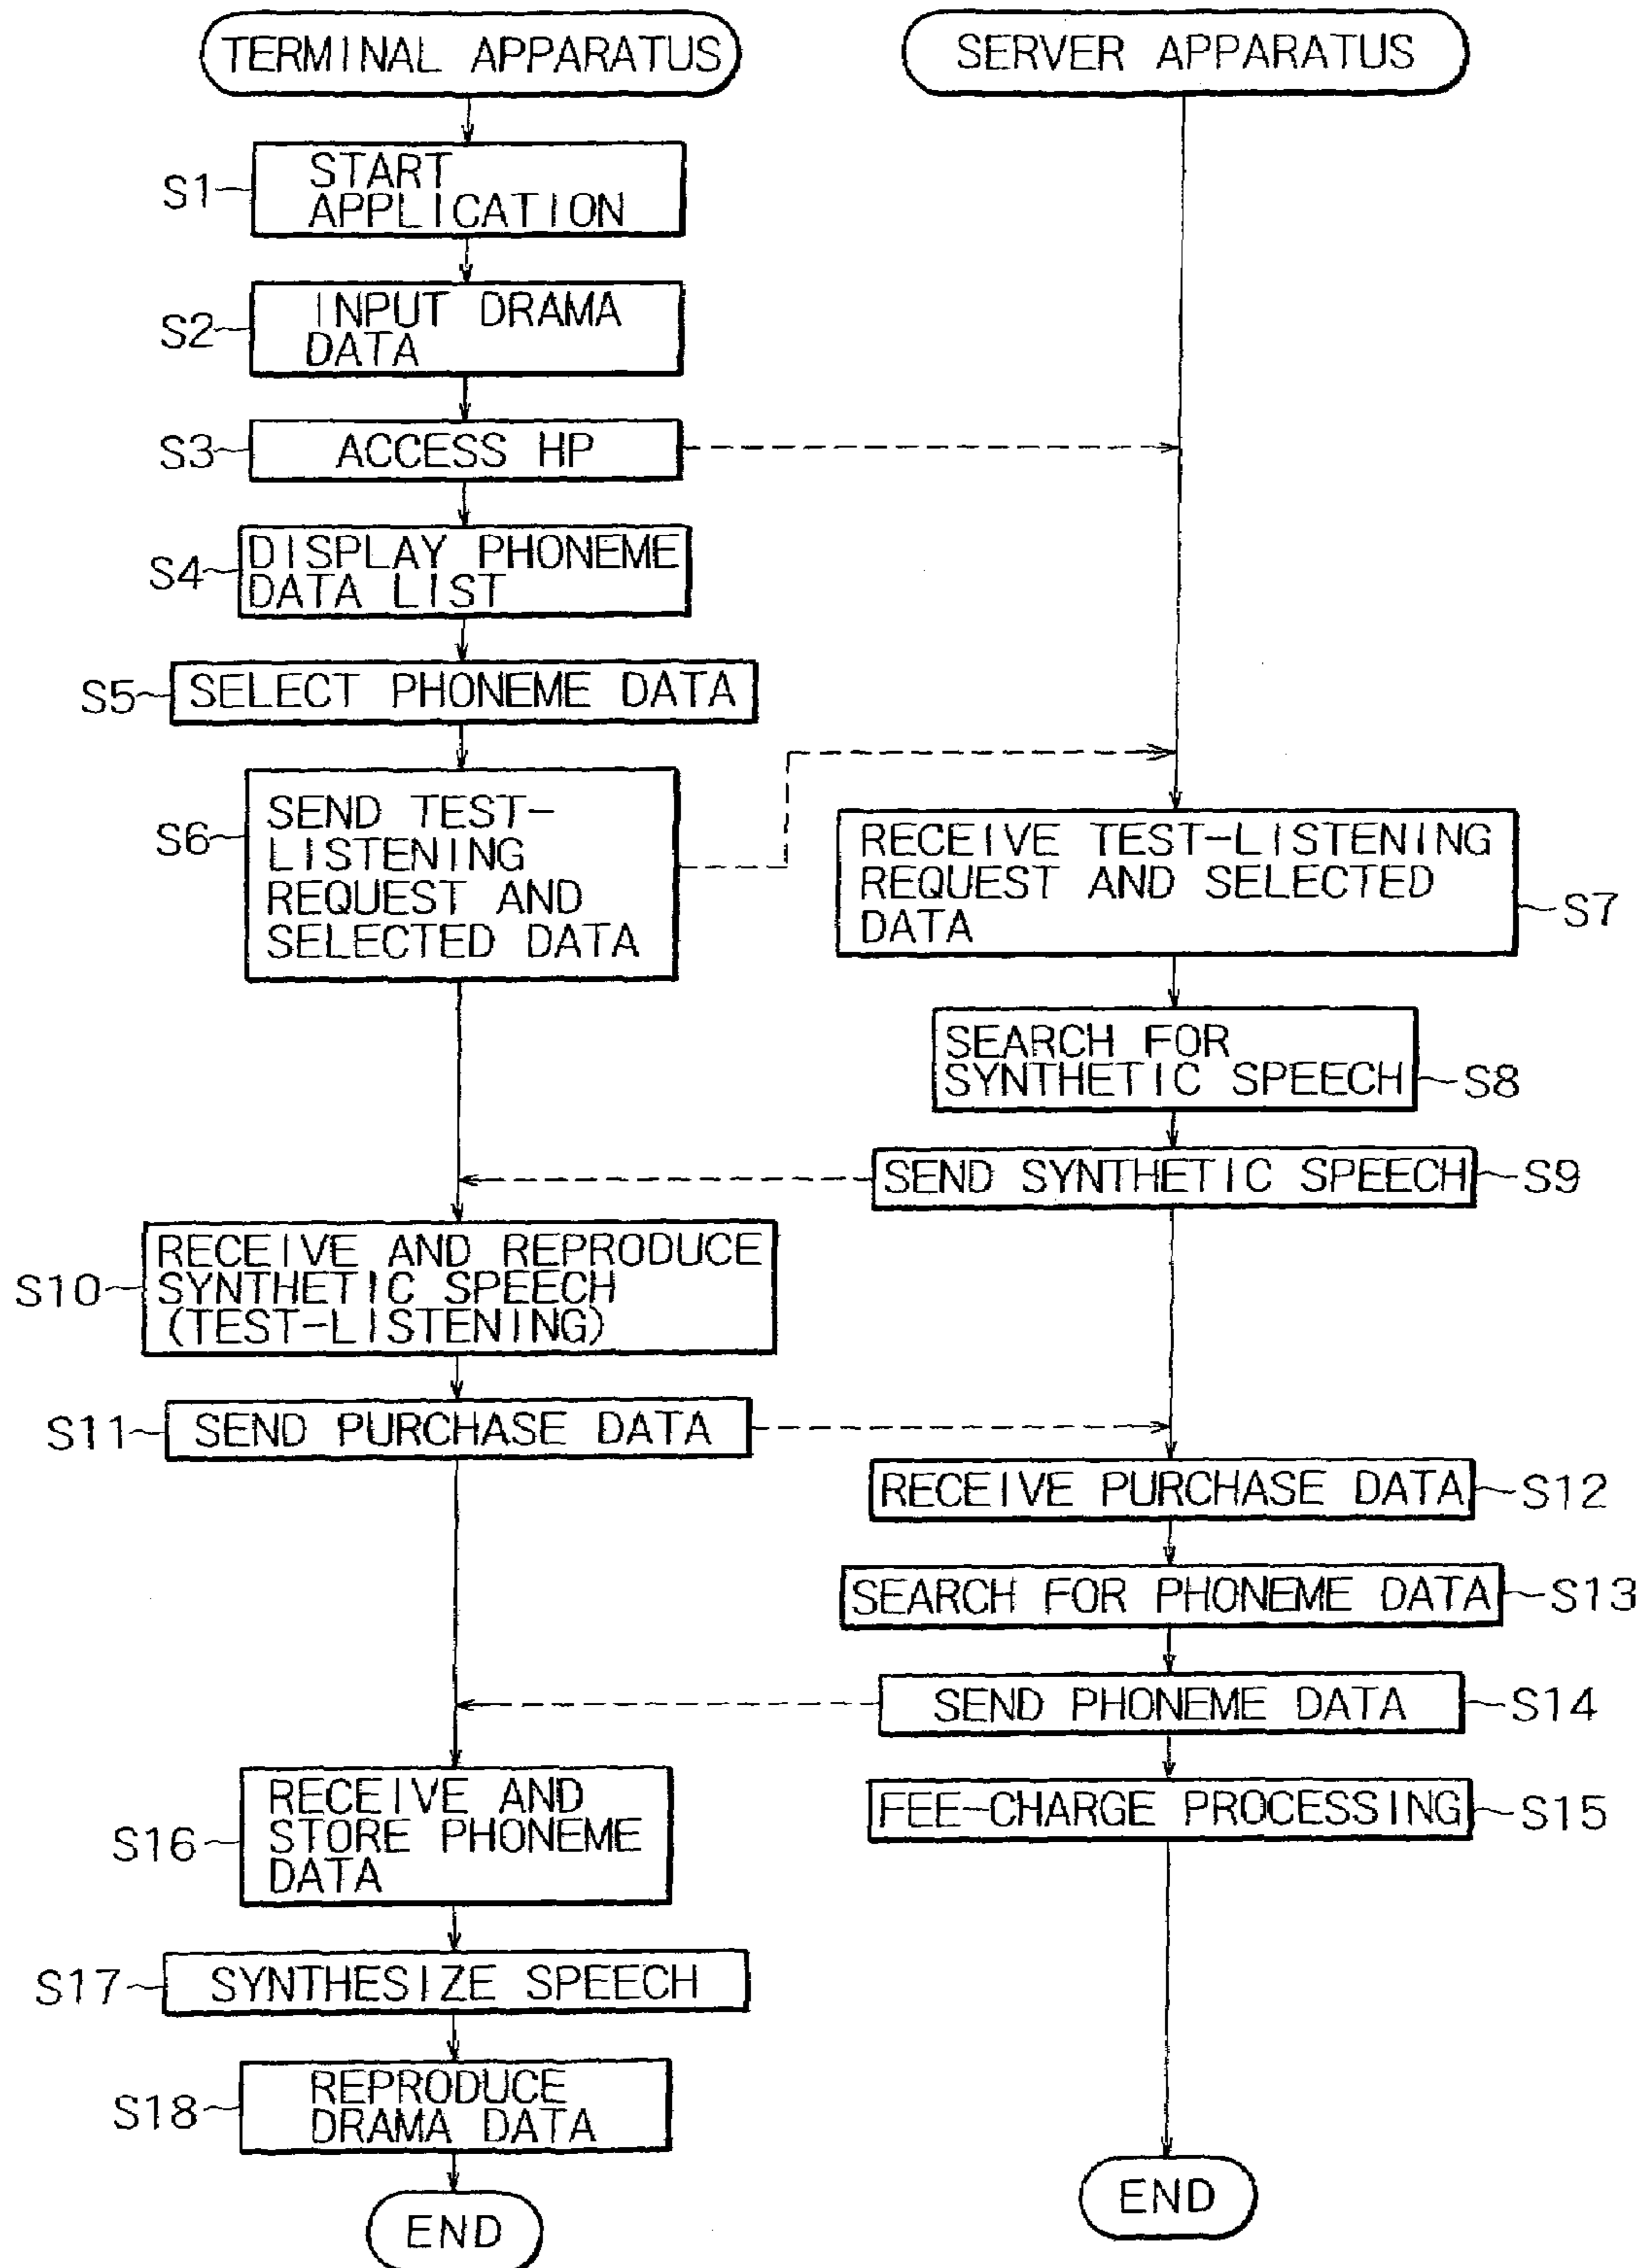 TERMINAL APPARATUS
SERVER APPARATUS
S1
START
APPLICATION
S2
INPUT DRAMA
DATA
S3
ACCESS HP
S4
DISPLAY PHONEME
DATA LIST
S5
SELECT PHONEME DATA
S6
SEND TEST-
LISTENING
REQUEST AND
SELECTED DATA
RECEIVE TEST-LISTENING
REQUEST AND SELECTED
DATA
S7
SEARCH FOR
SYNTHETIC SPEECH
S8
SEND SYNTHETIC SPEECH
S9
S10
RECEIVE AND REPRODUCE
SYNTHETIC SPEECH
(TEST-LISTENING)
S11
SEND PURCHASE DATA
RECEIVE PURCHASE DATA
S12
SEARCH FOR PHONEME DATA
S13
SEND PHONEME DATA
S14
FEE-CHARGE PROCESSING
S15
S16
RECEIVE AND
STORE PHONEME
DATA
S17
SYNTHESIZE SPEECH
S18
REPRODUCE
DRAMA DATA
END
END